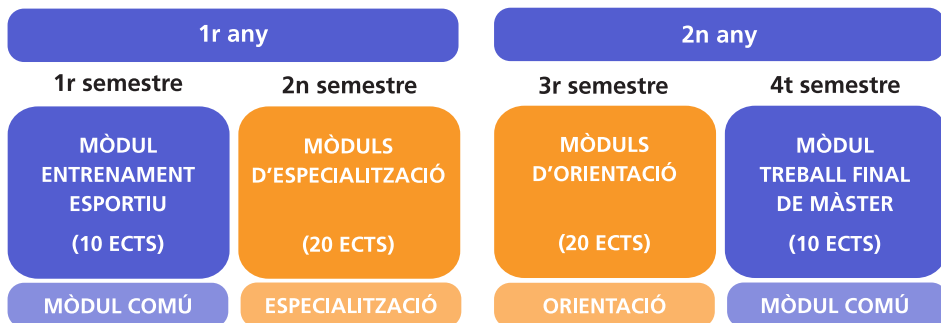 1r any
2n any
1r semestre
2n semestre
3r semestre
4t semestre
MÒDUL
ENTRENAMENT
ESPORTIU
(10 ECTS)
MÒDULS
D'ESPECIALITZACIÓ
(20 ECTS)
MÒDULS
D'ORIENTACIÓ
(20 ECTS)
MÒDUL
TREBALL FINAL
DE MÀSTER
(10 ECTS)
MÒDUL COMÚ
ESPECIALITZACIÓ
ORIENTACIÓ
MÒDUL COMÚ